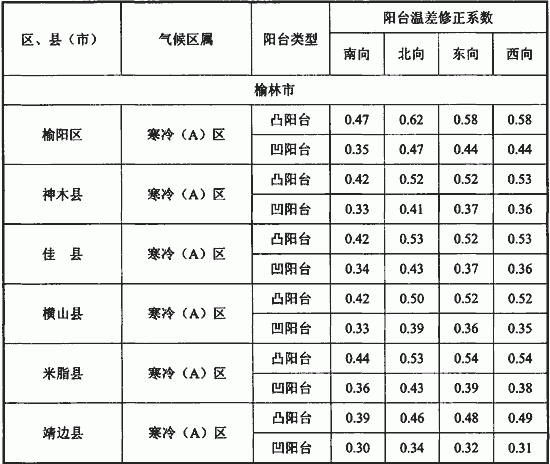 区、县（市） 气候区属 阳台类型 阳台温差修正系数
南向 北向 东向 西向
榆林市
榆阳区 寒冷（A）区 凸阳台 0.47 0.62 0.58 0.58
凹阳台 0.35 0.47 0.44 0.44
神木县 寒冷（A）区 凸阳台 0.42 0.52 0.52 0.53
凹阳台 0.33 0.41 0.37 0.36
佳 县 寒冷（A）区 凸阳台 0.42 0.53 0.52 0.53
凹阳台 0.34 0.43 0.37 0.36
横山县 寒冷（A）区 凸阳台 0.42 0.50 0.52 0.52
凹阳台 0.33 0.39 0.36 0.35
米脂县 寒冷（A）区 凸阳台 0.44 0.53 0.54 0.54
凹阳台 0.36 0.43 0.39 0.38
靖边县 寒冷（A）区 凸阳台 0.39 0.46 0.48 0.49
凹阳台 0.30 0.34 0.32 0.31